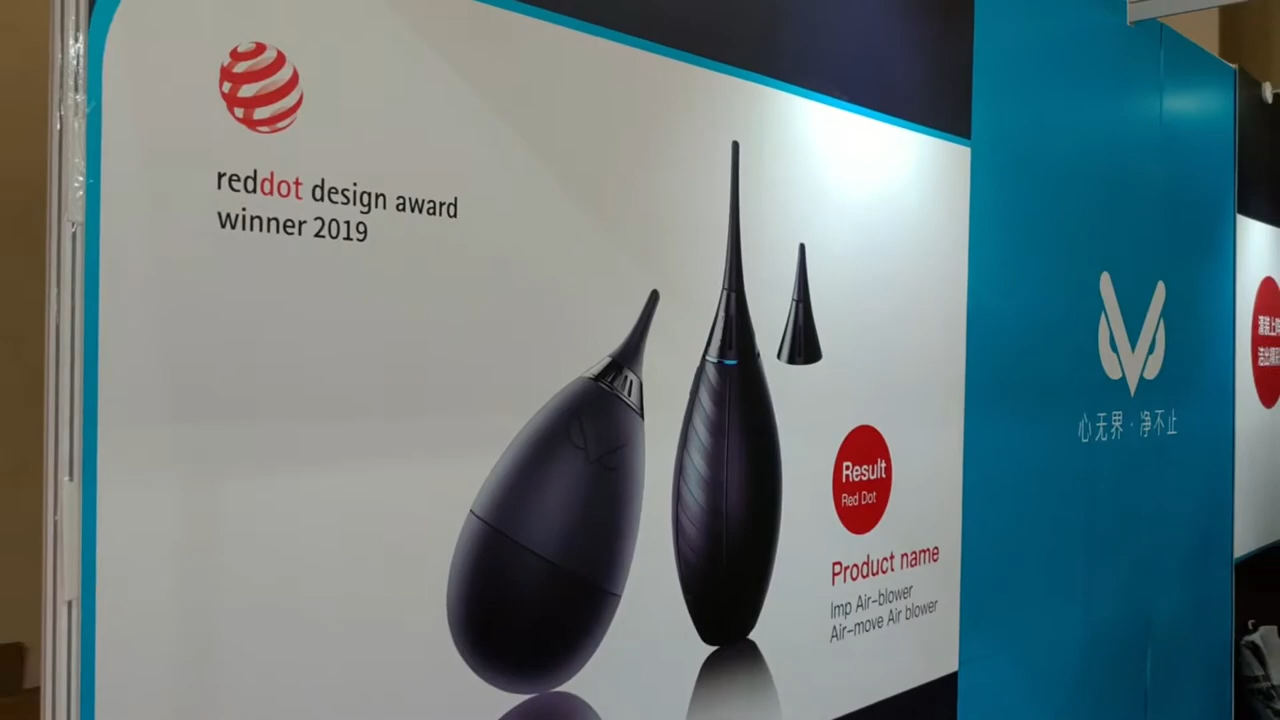 reddot design award
winner 2019
Result
Red Dot
Product name
Imp Air-blower
Air-move Air blower
心无界·净不止